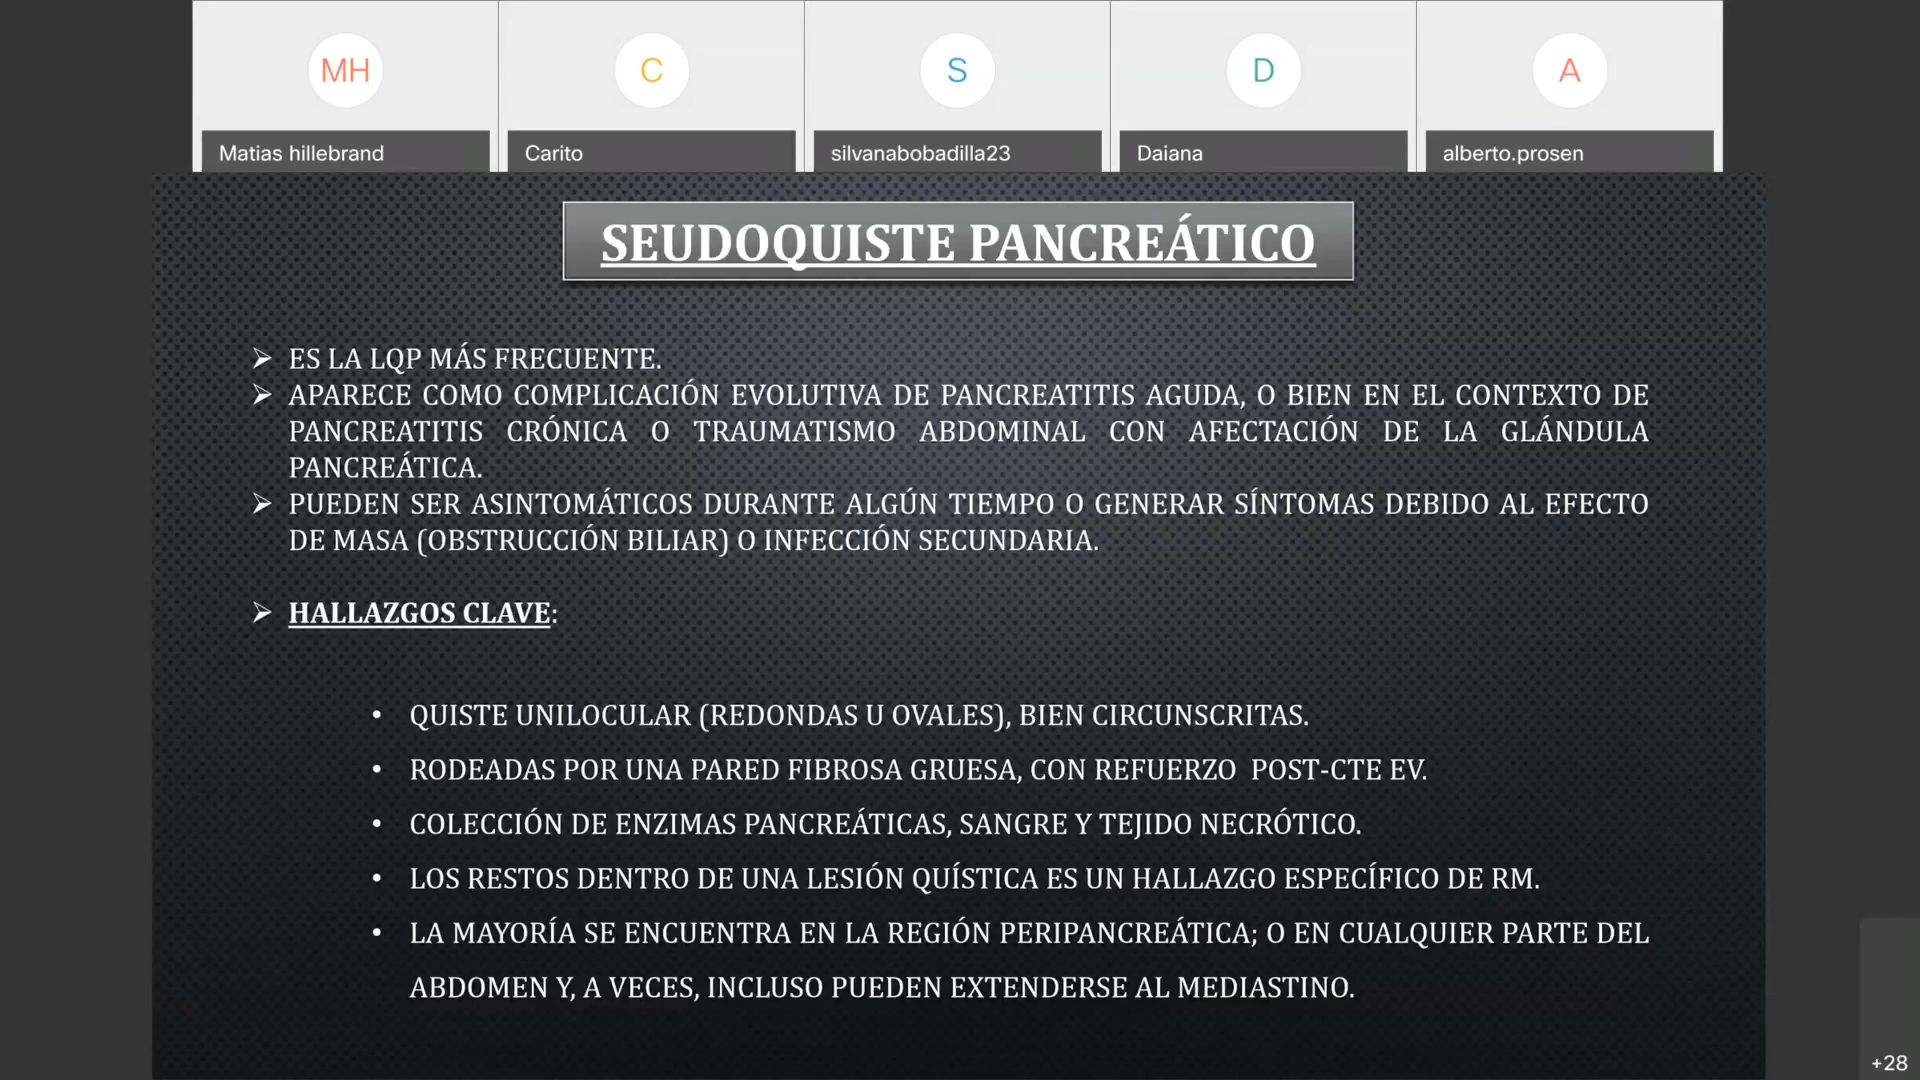 MH
C
S
D
A
Matias hillebrand
Carito
silvanabobadilla23
Daiana
alberto.prosen
SEUDOQUISTE PANCREÁTICO
➢ ES LA LQP MÁS FRECUENTE.
➢ APARECE COMO COMPLICACIÓN EVOLUTIVA DE PANCREATITIS AGUDA, O BIEN EN EL CONTEXTO DE
PANCREATITIS CRÓNICA O TRAUMATISMO ABDOMINAL CON AFECTACIÓN DE LA GLÁNDULA
PANCREÁTICA.
➢ PUEDEN SER ASINTOMÁTICOS DURANTE ALGÚN TIEMPO O GENERAR SÍNTOMAS DEBIDO AL EFECTO
DE MASA (OBSTRUCCIÓN BILIAR) O INFECCIÓN SECUNDARIA.
➢ HALLAZGOS CLAVE:
• QUISTE UNILOCULAR (REDONDAS U OVALES), BIEN CIRCUNSCRITAS.
• RODEADAS POR UNA PARED FIBROSA GRUESA, CON REFUERZO POST-CTE EV.
• COLECCIÓN DE ENZIMAS PANCREÁTICAS, SANGRE Y TEJIDO NECRÓTICO.
• LOS RESTOS DENTRO DE UNA LESIÓN QUÍSTICA ES UN HALLAZGO ESPECÍFICO DE RM.
• LA MAYORÍA SE ENCUENTRA EN LA REGIÓN PERIPANCREÁTICA; O EN CUALQUIER PARTE DEL
ABDOMEN Y, A VECES, INCLUSO PUEDEN EXTENDERSE AL MEDIASTINO.
+28